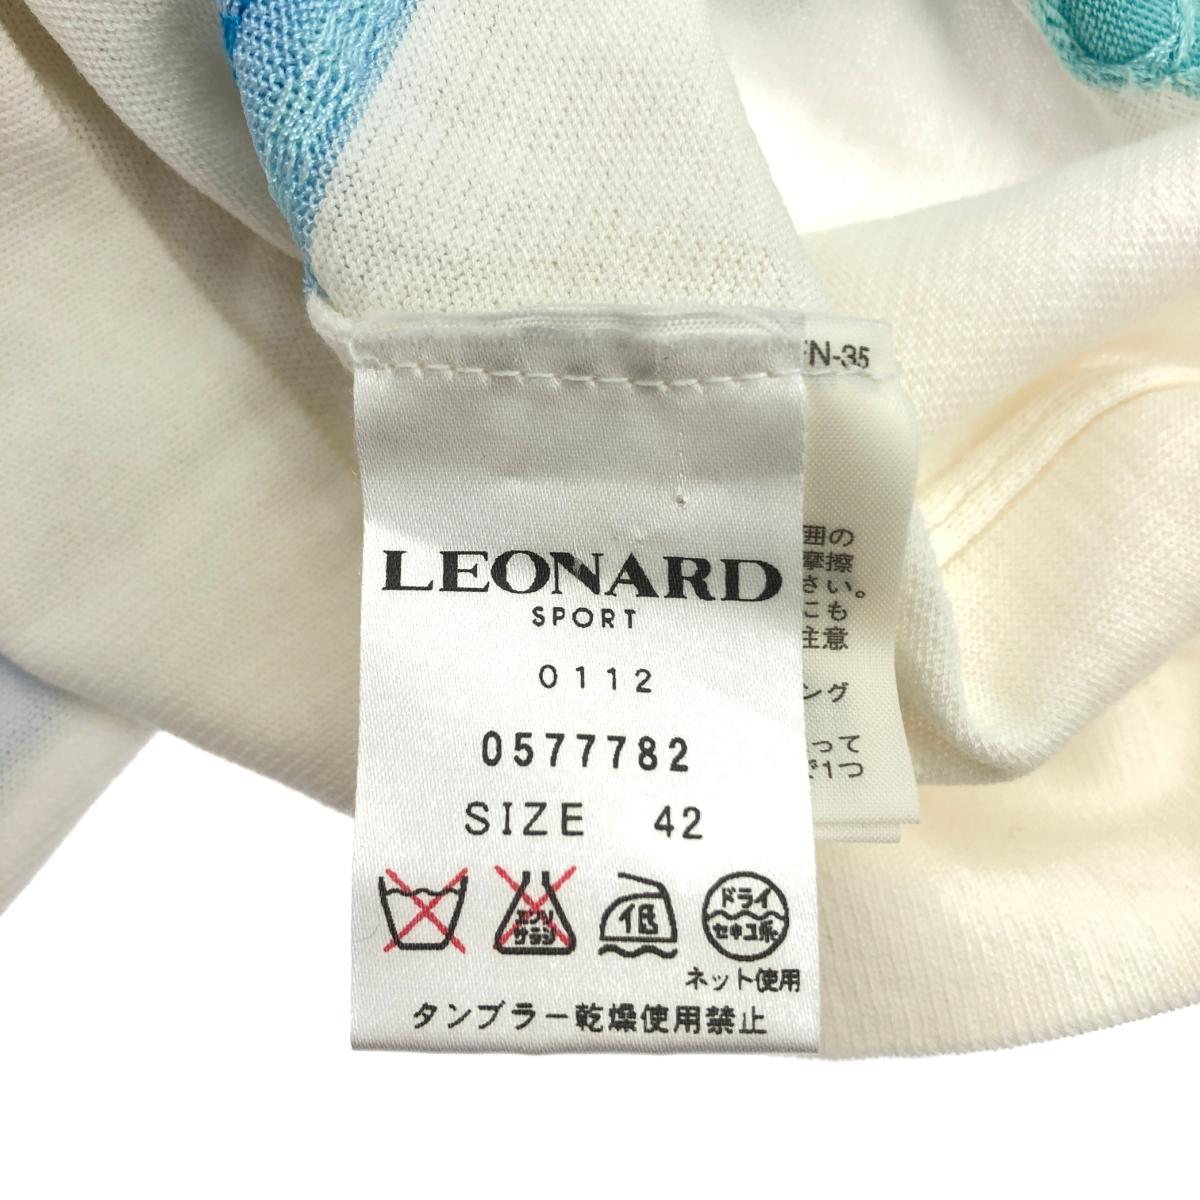 FN-35
LEONARD
SPORT
0112
0577782
SIZE 42
エンソ
サラシ
低
ドライ
セキユ系
ネット使用
タンブラー乾燥使用禁止
囲の
摩擦
さい。
こも
注意
ング
って
で1つ